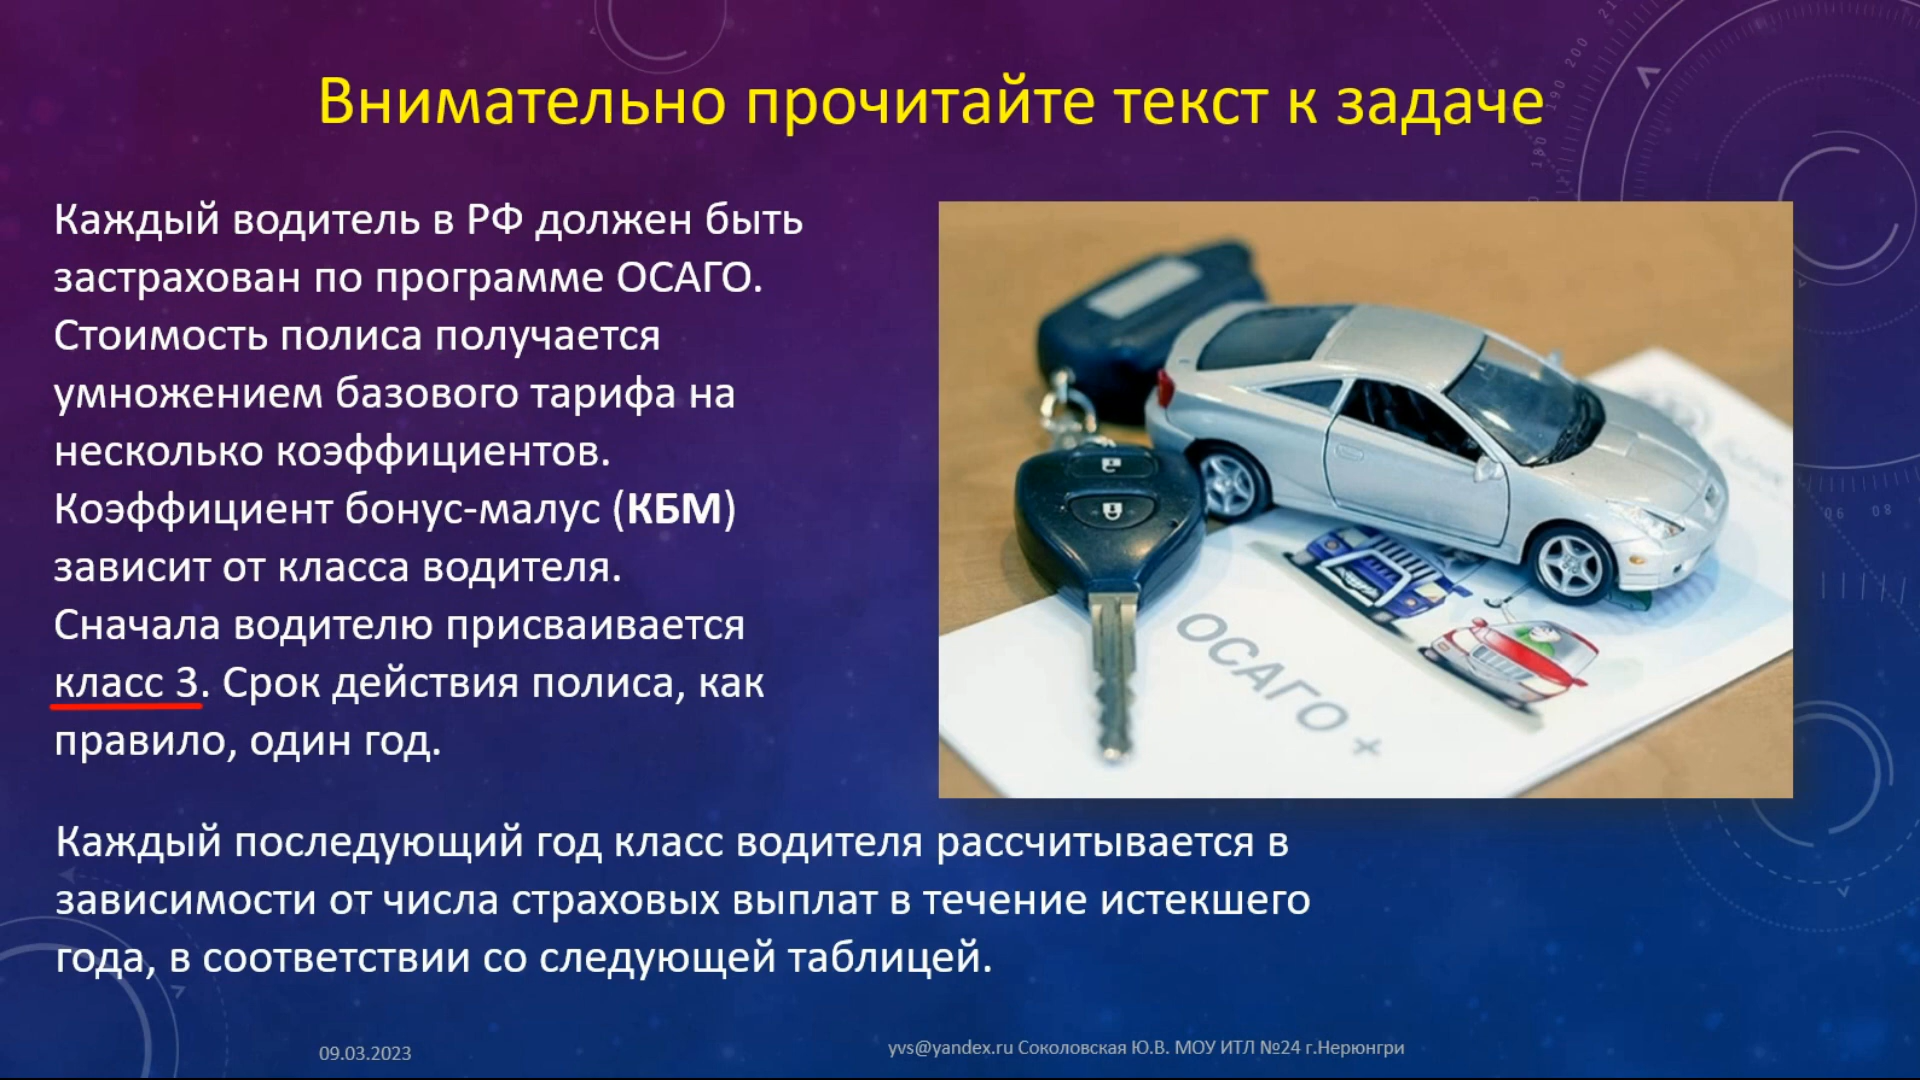 Внимательно прочитайте текст к задаче
Каждый водитель в РФ должен быть
застрахован по программе ОСАГО.
Стоимость полиса получается
умножением базового тарифа на
несколько коэффициентов.
Коэффициент бонус-малус (КБМ)
зависит от класса водителя.
Сначала водителю присваивается
класс 3. Срок действия полиса, как
правило, один год.
ОСАГО +
Каждый последующий год класс водителя рассчитывается в
зависимости от числа страховых выплат в течение истекшего
года, в соответствии со следующей таблицей.
09.03.2023
yvs@yandex.ru Соколовская Ю.В. МОУ ИТЛ №24 г.Нерюнгри